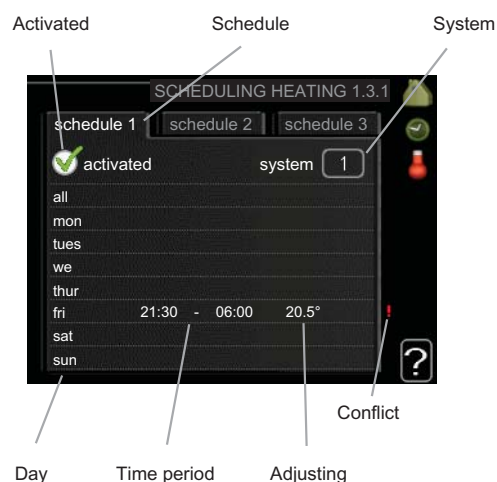 Activated Schedule System
SCHEDULING HEATING 1.3.1
schedule 1 schedule 2 schedule 3
activated system 1
all
mon
tues
we
thur
fri 21:30 - 06:00 20.5° !
sat
sun
?
Conflict
Day Time period Adjusting